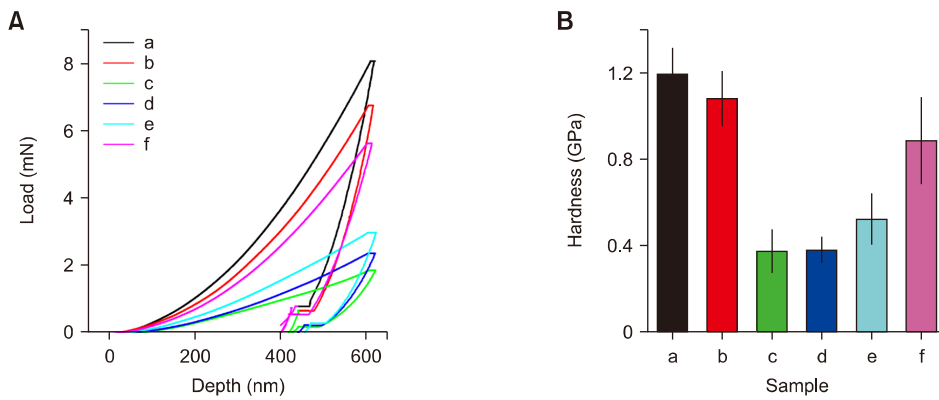 A
a
b
c
d
e
f
8
6
4
2
0
Load (mN)
0 200 400 600
Depth (nm)
B
1.2
0.8
0.4
0
Hardness (GPa)
a b c d e f
Sample